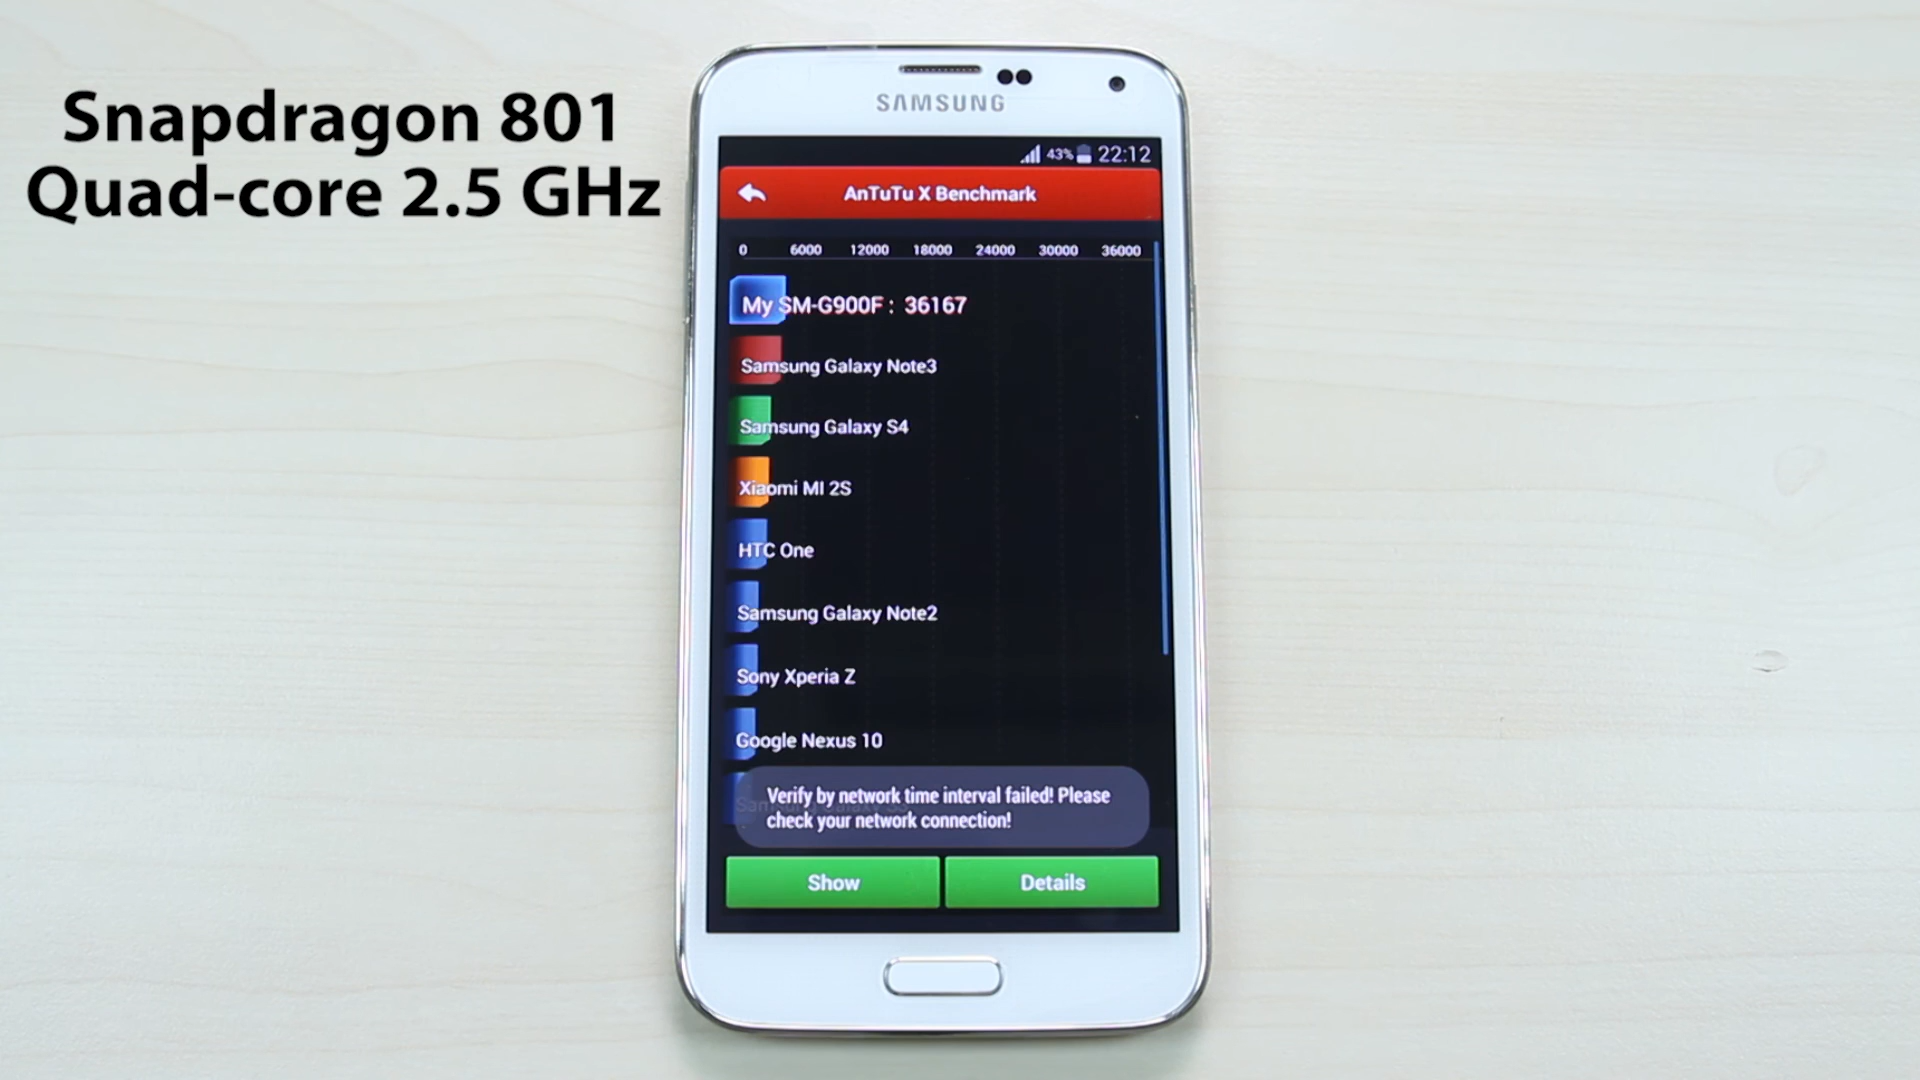 Snapdragon 801
Quad-core 2.5 GHz
SAMSUNG
43% 22:12
AnTuTu X Benchmark
0 6000 12000 18000 24000 30000 36000
My SM-G900F : 36167
Samsung Galaxy Note3
Samsung Galaxy S4
Xiaomi MI 2S
HTC One
Samsung Galaxy Note2
Sony Xperia Z
Google Nexus 10
Verify by network time interval failed! Please
check your network connection!
Show Details